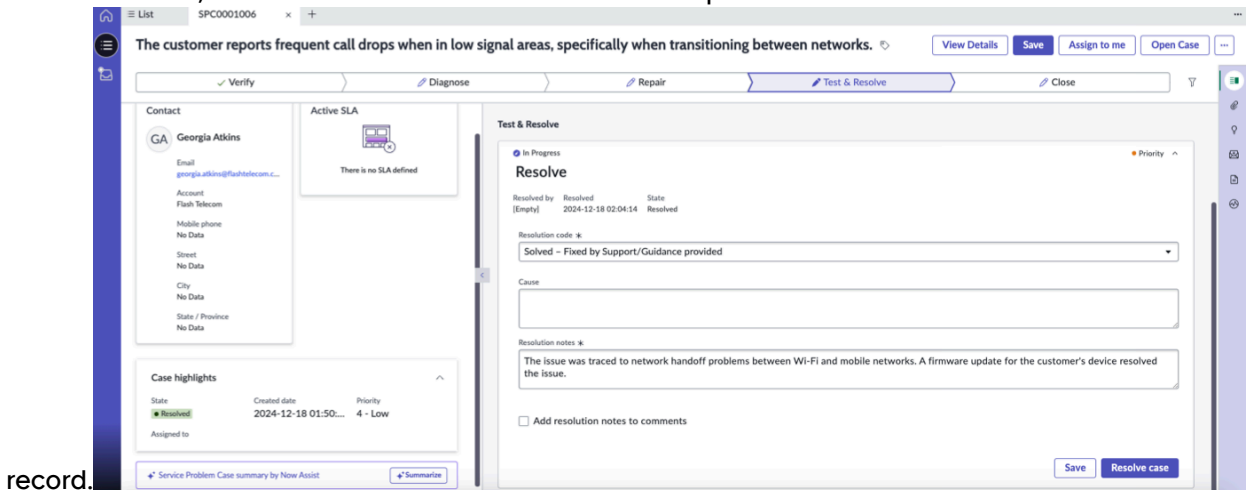 List SPC0001006 × +
The customer reports frequent call drops when in low signal areas, specifically when transitioning between networks.
View Details Save Assign to me Open Case
Verify Diagnose Repair Test & Resolve Close
Contact
GA Georgia Atkins
Email
georgia.atkins@flashtelecom.c...
Account
Flash Telecom
Mobile phone
No Data
Street
No Data
City
No Data
State / Province
No Data
Active SLA
There is no SLA defined
Case highlights
State Created date Priority
Resolved 2024-12-18 01:50:... 4 - Low
Assigned to
Service Problem Case summary by Now Assist Summarize
Test & Resolve
In Progress Priority
Resolve
Resolved by Resolved State
[Empty] 2024-12-18 02:04:14 Resolved
Resolution code *
Solved – Fixed by Support/Guidance provided
Cause
Resolution notes *
The issue was traced to network handoff problems between Wi-Fi and mobile networks. A firmware update for the customer's device resolved
the issue.
Add resolution notes to comments
Save Resolve case
record.